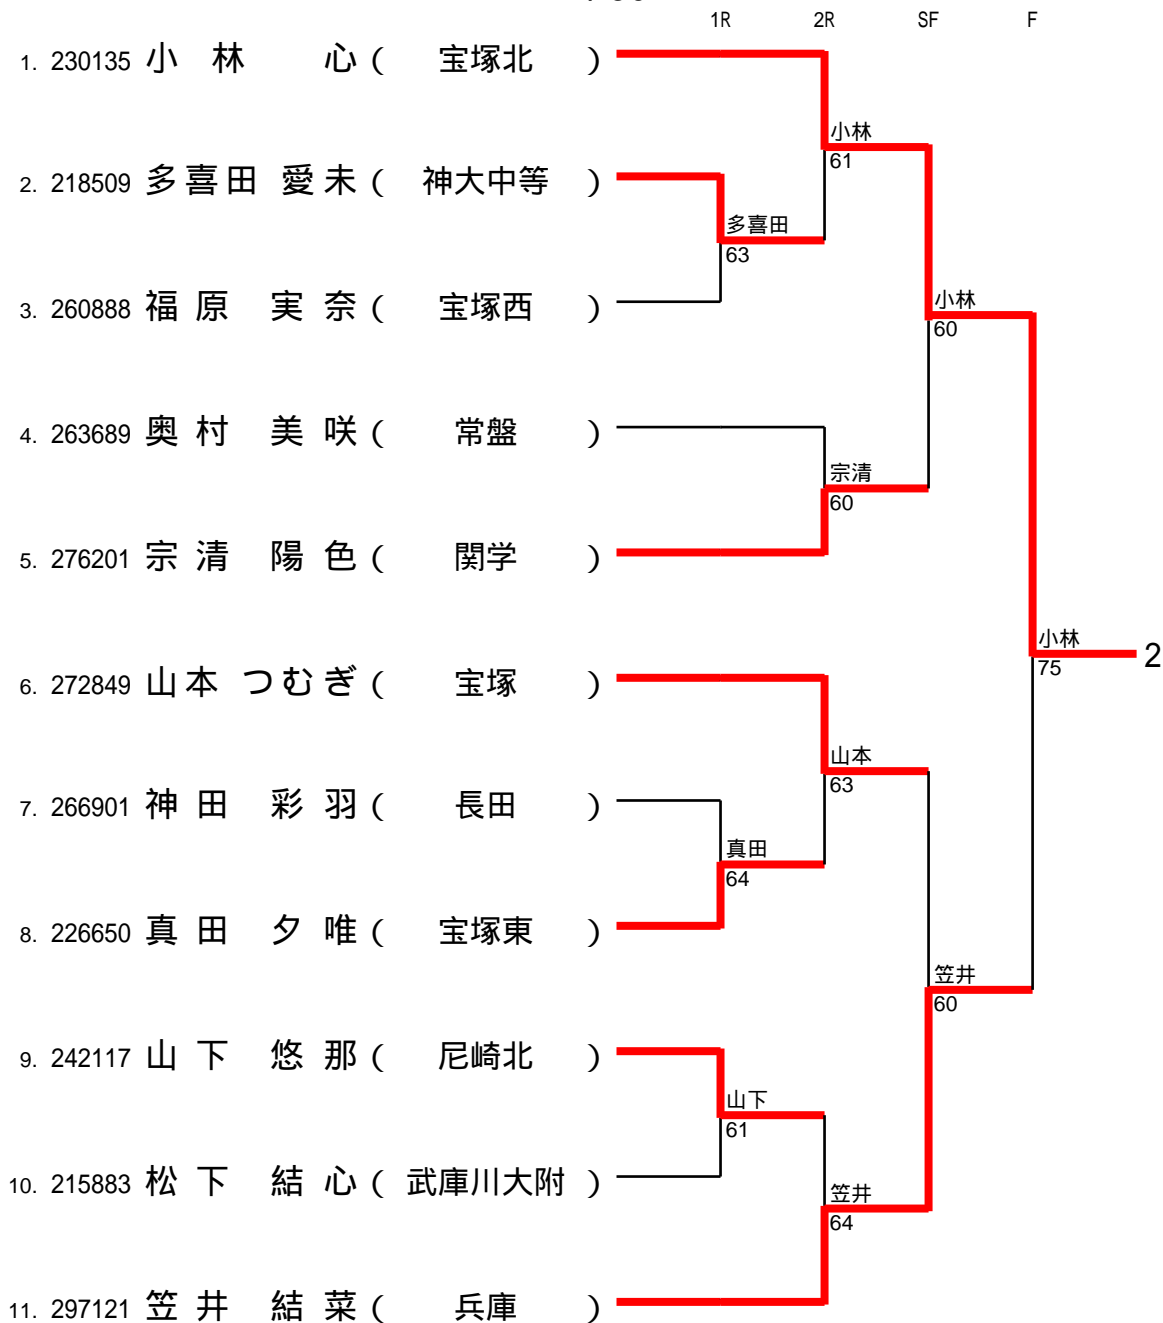 1R 2R SF F
1. 230135 小林 心 ( 宝塚北 )
小林
61
2. 218509 多喜田 愛未 ( 神大中等 )
多喜田
63
3. 260888 福原 実奈 ( 宝塚西 )
小林
60
4. 263689 奥村 美咲 ( 常盤 )
宗清
60
5. 276201 宗清 陽色 ( 関学 )
小林
75
2
6. 272849 山本 つむぎ ( 宝塚 )
山本
63
7. 266901 神田 彩羽 ( 長田 )
真田
64
8. 226650 真田 夕唯 ( 宝塚東 )
笠井
60
9. 242117 山下 悠那 ( 尼崎北 )
山下
61
10. 215883 松下 結心 ( 武庫川大附 )
笠井
64
11. 297121 笠井 結菜 ( 兵庫 )